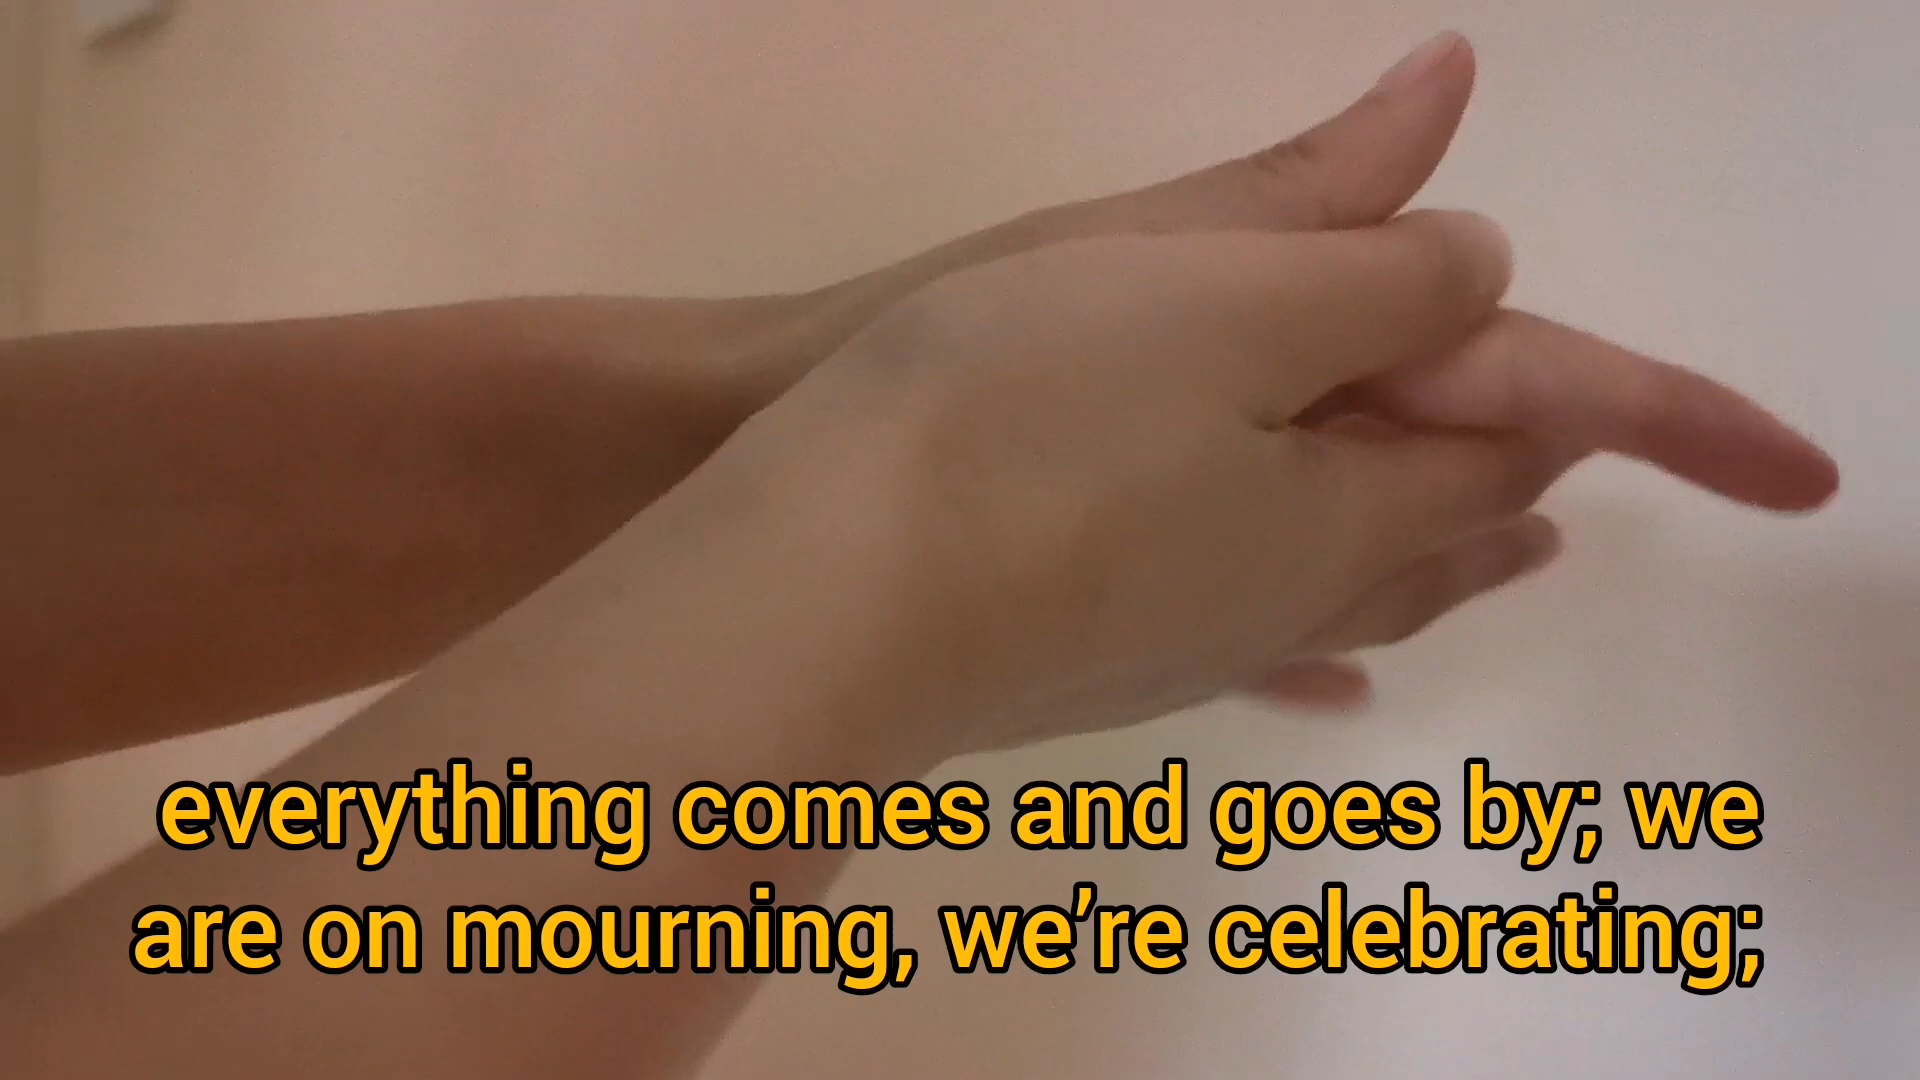 everything comes and goes by; we
are on mourning, we’re celebrating;